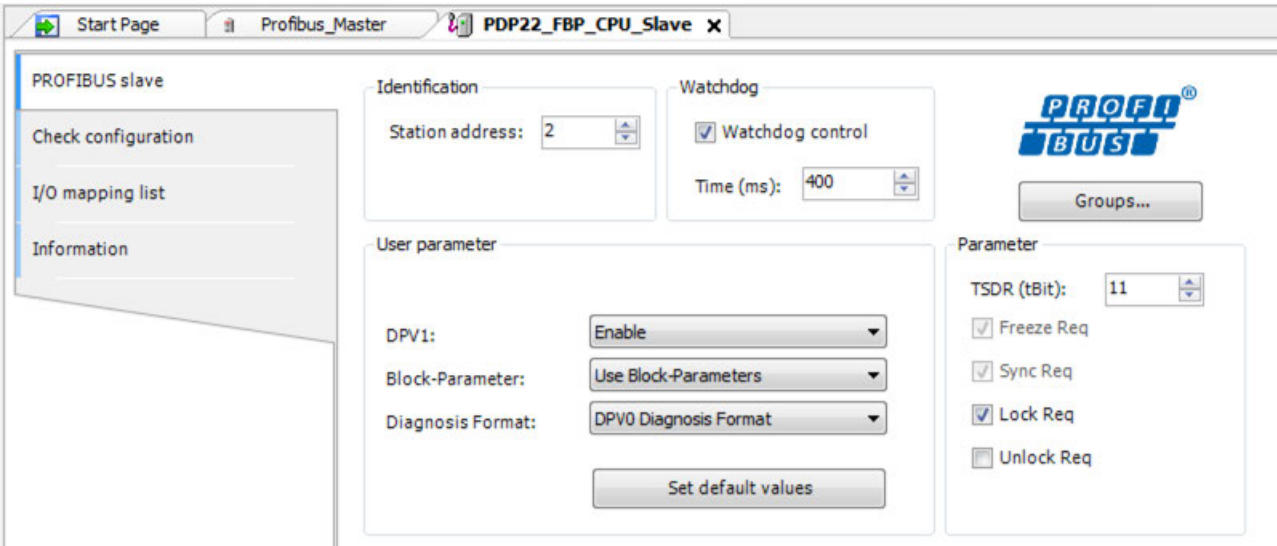 Start Page
Profibus_Master
PDP22_FBP_CPU_Slave X
PROFIBUS slave
Check configuration
I/O mapping list
Information
Identification
Station address: 2
Watchdog
Watchdog control
Time (ms): 400
PROFI®
BUS
Groups...
User parameter
DPV1: Enable
Block-Parameter: Use Block-Parameters
Diagnosis Format: DPV0 Diagnosis Format
Set default values
Parameter
TSDR (tBit): 11
Freeze Req
Sync Req
Lock Req
Unlock Req